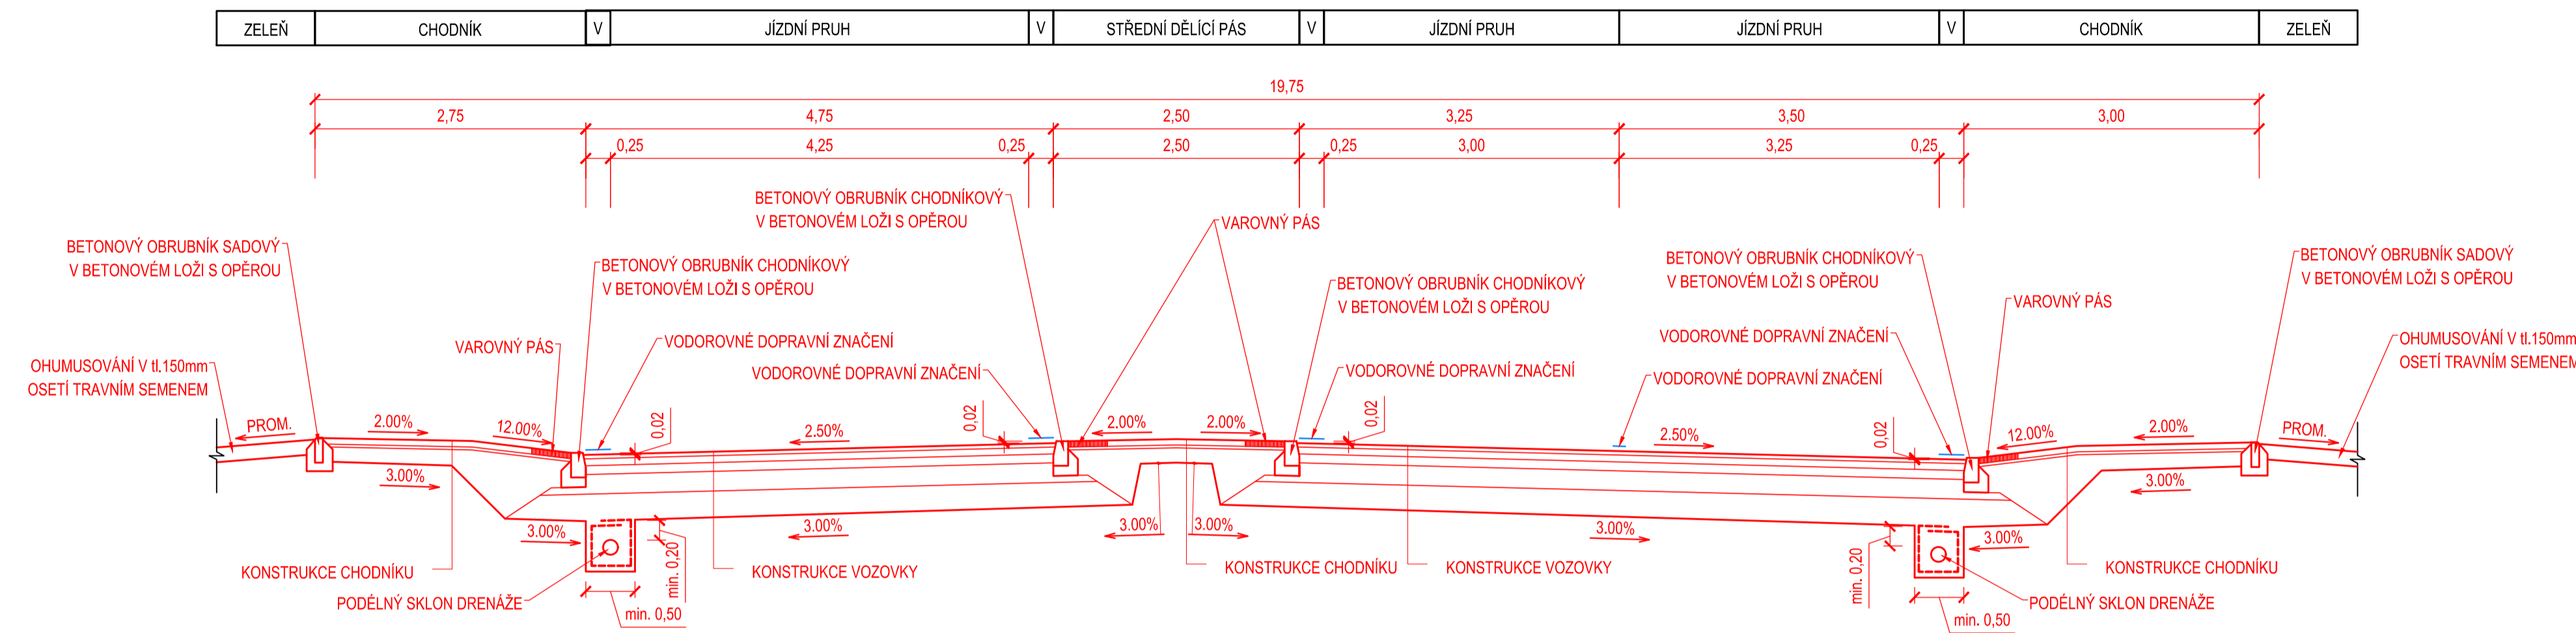 ZELEŇ CHODNÍK V JÍZDNÍ PRUH V STŘEDNÍ DĚLÍCÍ PÁS V JÍZDNÍ PRUH JÍZDNÍ PRUH V CHODNÍK ZELEŇ
19,75
2,75 4,75 2,50 3,25 3,50 3,00
0,25 4,25 0,25 2,50 0,25 3,00 3,25 0,25
BETONOVÝ OBRUBNÍK SADOVÝ
V BETONOVÉM LOŽI S OPĚROU
BETONOVÝ OBRUBNÍK CHODNÍKOVÝ
V BETONOVÉM LOŽI S OPĚROU
BETONOVÝ OBRUBNÍK CHODNÍKOVÝ
V BETONOVÉM LOŽI S OPĚROU
VAROVNÝ PÁS
BETONOVÝ OBRUBNÍK CHODNÍKOVÝ
V BETONOVÉM LOŽI S OPĚROU
BETONOVÝ OBRUBNÍK CHODNÍKOVÝ
V BETONOVÉM LOŽI S OPĚROU
VAROVNÝ PÁS
BETONOVÝ OBRUBNÍK SADOVÝ
V BETONOVÉM LOŽI S OPĚROU
OHUMUSOVÁNÍ V tl.150mm
OSETÍ TRAVNÍM SEMENEM
VAROVNÝ PÁS
VODOROVNÉ DOPRAVNÍ ZNAČENÍ
VODOROVNÉ DOPRAVNÍ ZNAČENÍ
VODOROVNÉ DOPRAVNÍ ZNAČENÍ
VODOROVNÉ DOPRAVNÍ ZNAČENÍ
VODOROVNÉ DOPRAVNÍ ZNAČENÍ
OHUMUSOVÁNÍ V tl.150mm
OSETÍ TRAVNÍM SEMENEM
PROM. 2.00% 12.00% 0,02 2.50% 0,02 2.00% 2.00% 0,02 2.50% 0,02 12.00% 2.00% PROM.
3.00% 3.00% 3.00% 3.00% 3.00% 3.00% 3.00% 3.00%
min. 0,20
min. 0,20
KONSTRUKCE CHODNÍKU
KONSTRUKCE VOZOVKY
KONSTRUKCE CHODNÍKU
KONSTRUKCE VOZOVKY
KONSTRUKCE CHODNÍKU
PODÉLNÝ SKLON DRENÁŽE
min. 0,50
PODÉLNÝ SKLON DRENÁŽE
min. 0,50